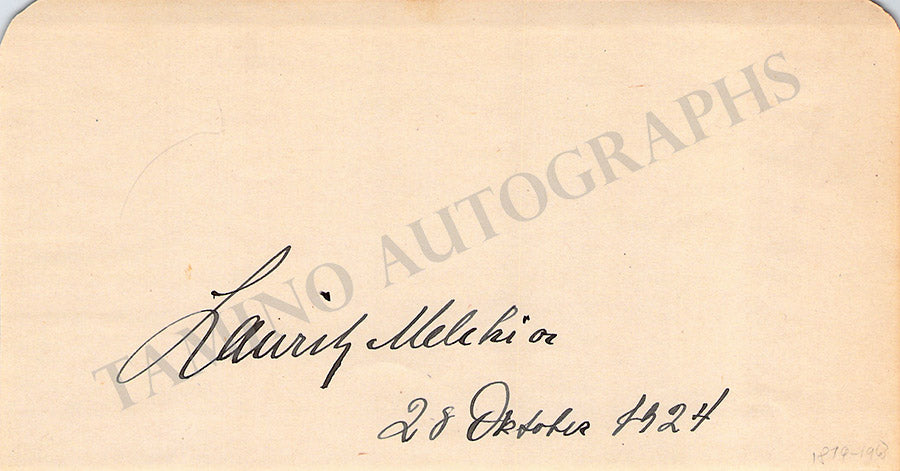 TAMINO AUTOGRAPHS
Lauritz Melchior
28 Oktober 1924